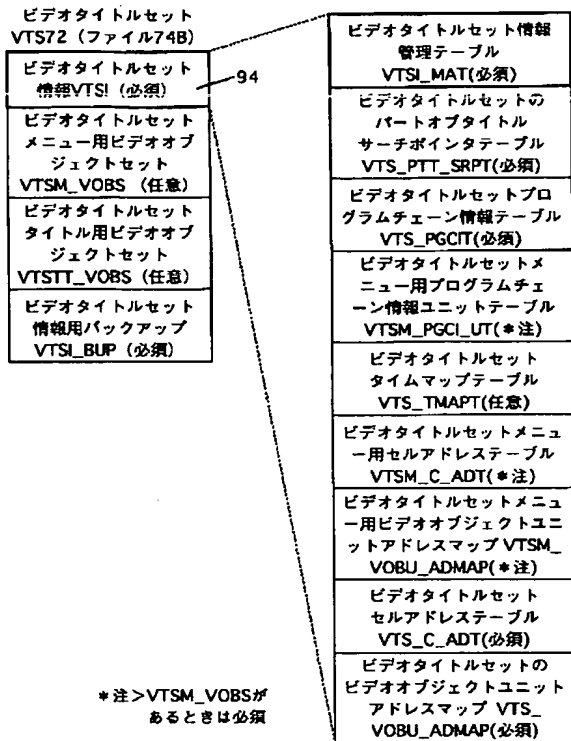 ビデオタイトルセット
VTS72（ファイル74B）
ビデオタイトルセット
情報VTSI（必須）
94
ビデオタイトルセット
メニュー用ビデオオブ
ジェクトセット
VTSM_VOBS（任意）
ビデオタイトルセット
タイトル用ビデオオブ
ジェクトセット
VTSTT_VOBS（任意）
ビデオタイトルセット
情報用バックアップ
VTSI_BUP（必須）
ビデオタイトルセット情報
管理テーブル
VTSI_MAT(必須)
ビデオタイトルセットの
パートオブタイトル
サーチポインタテーブル
VTS_PTT_SRPT(必須)
ビデオタイトルセットプロ
グラムチェーン情報テーブル
VTS_PGCIT(必須)
ビデオタイトルセットメ
ニュー用プログラムチェ
ーン情報ユニットテーブル
VTSM_PGCI_UT(*注)
ビデオタイトルセット
タイムマップテーブル
VTS_TMAPT(任意)
ビデオタイトルセットメニュ
ー用セルアドレステーブル
VTSM_C_ADT(*注)
ビデオタイトルセットメニュ
ー用ビデオオブジェクトユニ
ットアドレスマップ VTSM_
VOBU_ADMAP(*注)
ビデオタイトルセット
セルアドレステーブル
VTS_C_ADT(必須)
ビデオタイトルセットの
ビデオオブジェクトユニット
アドレスマップ VTS_
VOBU_ADMAP(必須)
*注>VTSM_VOBSが
あるときは必須